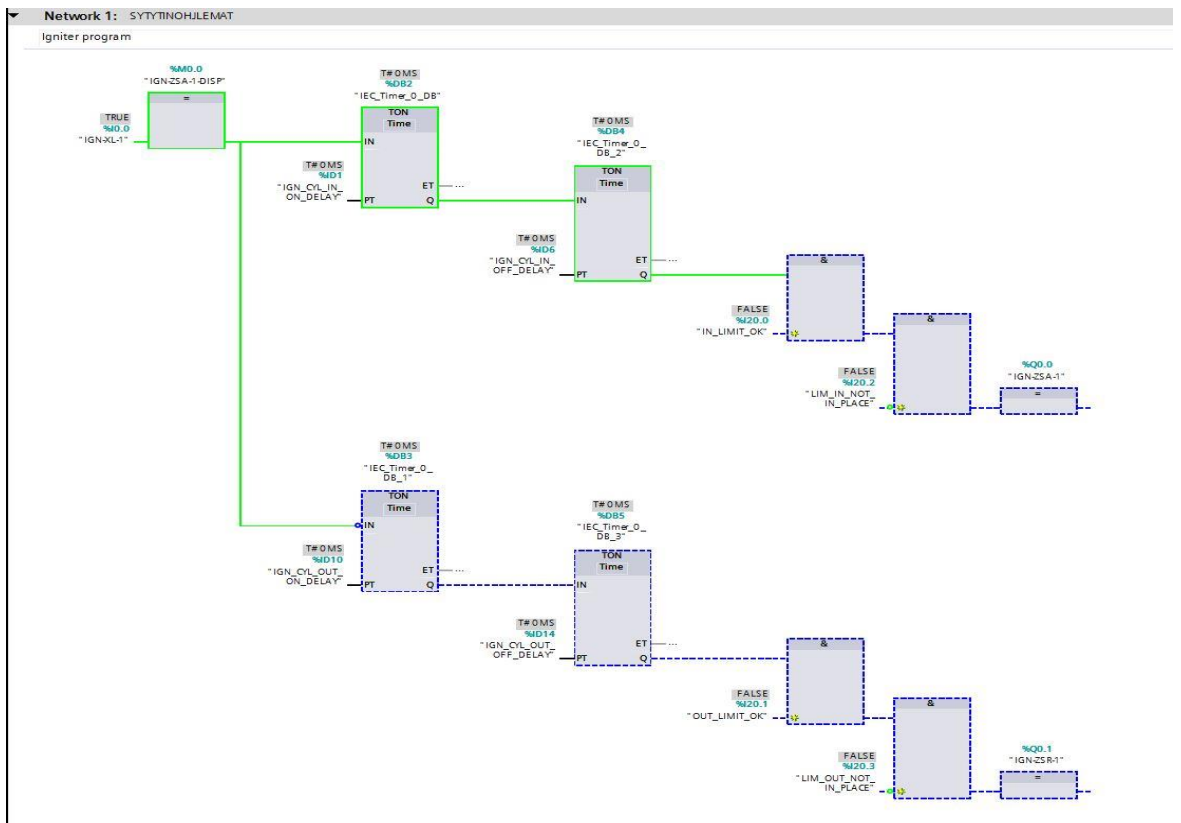 Network 1: SYTYTINOHJLEMAT
Igniter program
%M0.0
"IGN-ZSA-1-DISP"
=
TRUE
%I0.0
"IGN-XL-1"
T#0MS
%DB2
"IEC_Timer_0_DB"
TON
Time
IN
T#0MS
%ID1
"IGN_CYL_IN_
ON_DELAY"
PT
ET
...
Q
T#0MS
%DB4
"IEC_Timer_0_
DB_2"
TON
Time
IN
T#0MS
%ID6
"IGN_CYL_IN_
OFF_DELAY"
PT
ET
...
Q
&
FALSE
%I20.0
"IN_LIMIT_OK"
&
FALSE
%I20.2
"LIM_IN_NOT_
IN_PLACE"
%Q0.0
"IGN-ZSA-1"
=
T#0MS
%DB3
"IEC_Timer_0_
DB_1"
TON
Time
IN
T#0MS
%ID10
"IGN_CYL_OUT_
ON_DELAY"
PT
ET
...
Q
T#0MS
%DB5
"IEC_Timer_0_
DB_3"
TON
Time
IN
T#0MS
%ID14
"IGN_CYL_OUT_
OFF_DELAY"
PT
ET
...
Q
&
FALSE
%I20.1
"OUT_LIMIT_OK"
&
FALSE
%I20.3
"LIM_OUT_NOT_
IN_PLACE"
%Q0.1
"IGN-ZSR-1"
=